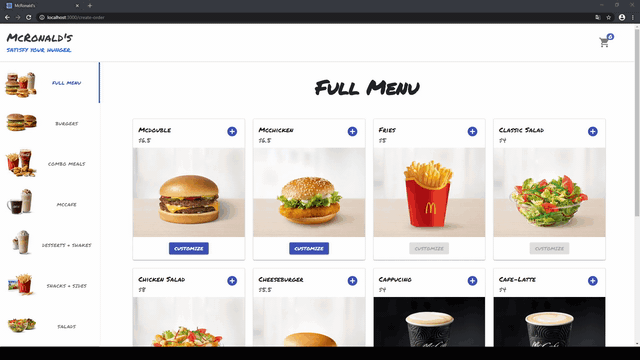 McRonald's
localhost:3000/create-order
McRonald's
Satisfy your hunger.
Full Menu
Burgers
Combo Meals
McCafe
Desserts & Shakes
Snacks & Sides
Salads
Full Menu
McDouble
$6.5
Customize
McChicken
$6.5
Customize
Fries
$5
Customize
Classic Salad
$4
Customize
Chicken Salad
$8
Cheeseburger
$5.5
Cappucino
$4
Cafe-Latte
$4